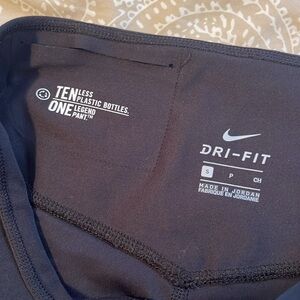 TEN LESS
PLASTIC BOTTLES.
ONE LEGEND
PANT.™
DRI-FIT
S P CH
MADE IN JORDAN
FABRIQUÉ EN JORDANIE